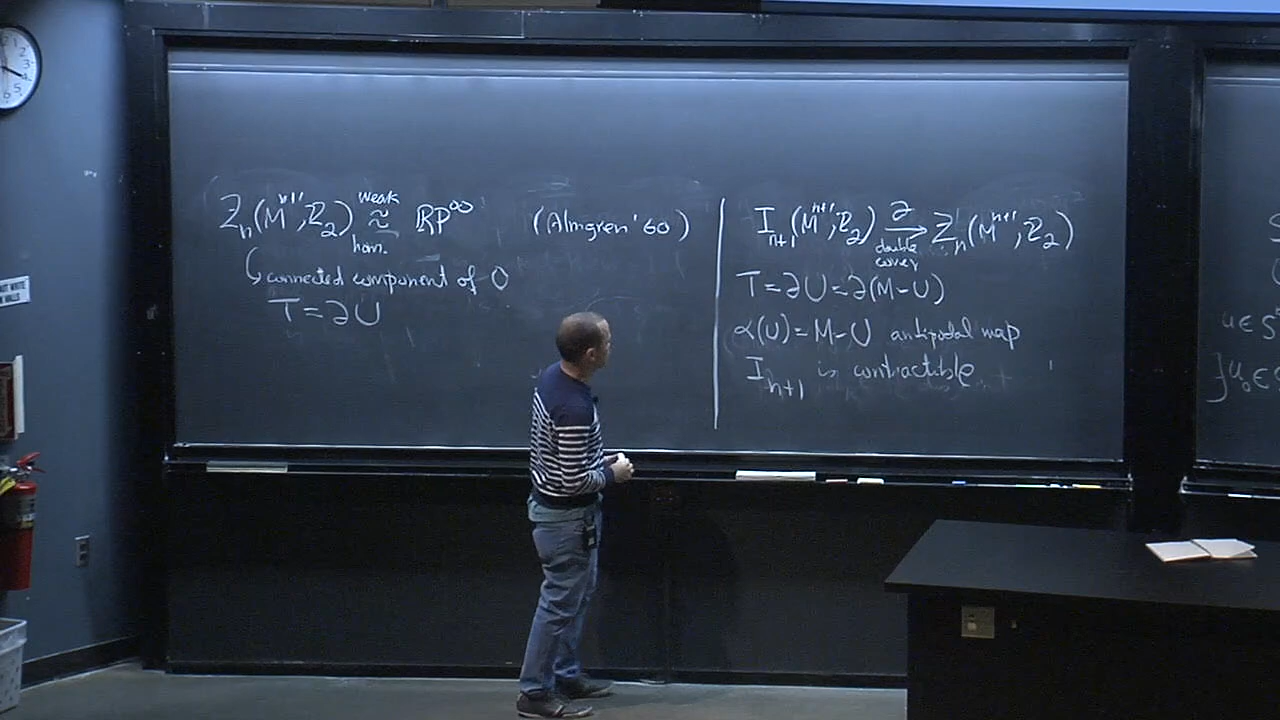 Z_n(M^{n+1}; Z_2) weak ≈ hom. RP^∞ (Almgren '60)
↳ connected component of 0
T = ∂U
I_{n+1}(M^{n+1}; Z_2) →^∂ double cover Z_n(M^{n+1}; Z_2)
T = ∂U = ∂(M-U)
α(U) = M-U antipodal map
I_{n+1} is contractible
u ∈ S
∃u_0 ∈